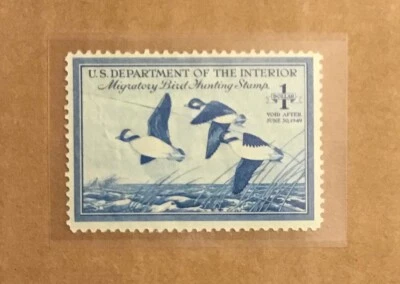 U.S. DEPARTMENT OF THE INTERIOR
Migratory Bird Hunting Stamp
1
DOLLAR
VOID AFTER
JUNE 30, 1949